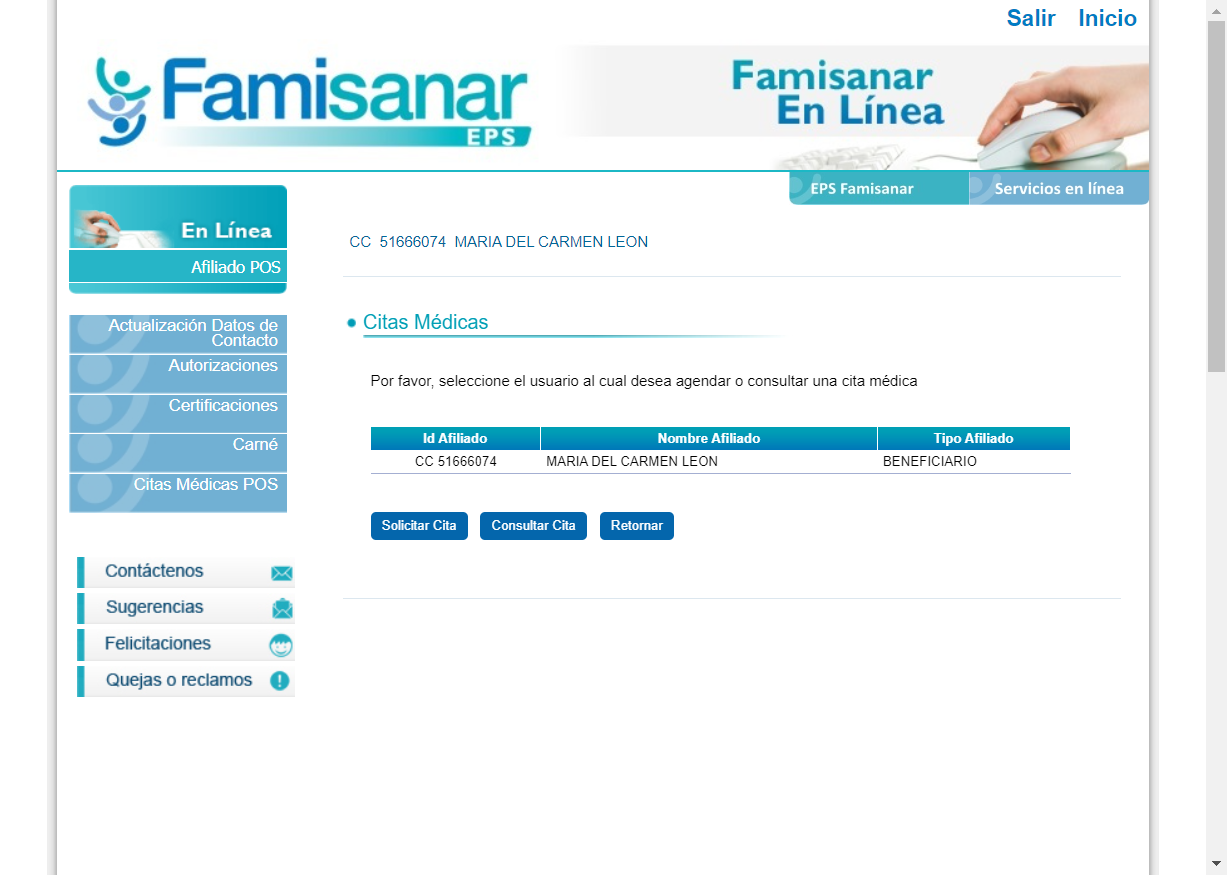 Salir Inicio
Famisanar
EPS
Famisanar
En Línea
EPS Famisanar Servicios en línea
En Línea
Afiliado POS
CC 51666074 MARIA DEL CARMEN LEON
Actualización Datos de
Contacto
Autorizaciones
Certificaciones
Carné
Citas Médicas POS
Citas Médicas
Por favor, seleccione el usuario al cual desea agendar o consultar una cita médica
Id Afiliado Nombre Afiliado Tipo Afiliado
CC 51666074 MARIA DEL CARMEN LEON BENEFICIARIO
Solicitar Cita Consultar Cita Retornar
Contáctenos
Sugerencias
Felicitaciones
Quejas o reclamos